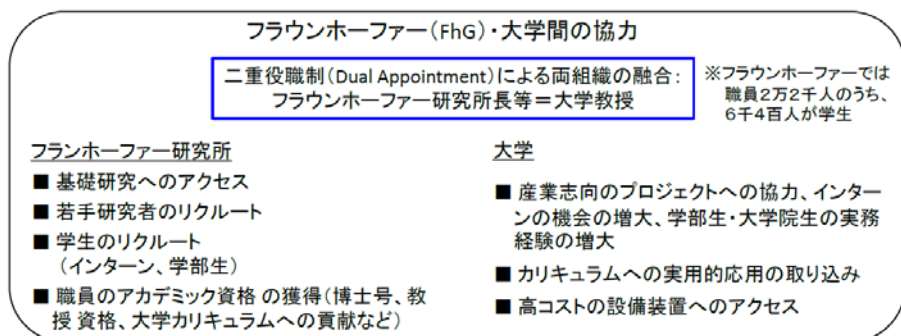 フラウンホーファー(FhG)・大学間の協力
二重役職制(Dual Appointment)による両組織の融合:
フラウンホーファー研究所長等=大学教授
※フラウンホーファーでは
職員2万2千人のうち、
6千4百人が学生
フランホーファー研究所
■ 基礎研究へのアクセス
■ 若手研究者のリクルート
■ 学生のリクルート
(インターン、学部生)
■ 職員のアカデミック資格 の獲得(博士号、教
授 資格、大学カリキュラムへの貢献など)
大学
■ 産業志向のプロジェクトへの協力、インター
ンの機会の増大、学部生・大学院生の実務
経験の増大
■ カリキュラムへの実用的応用の取り込み
■ 高コストの設備装置へのアクセス